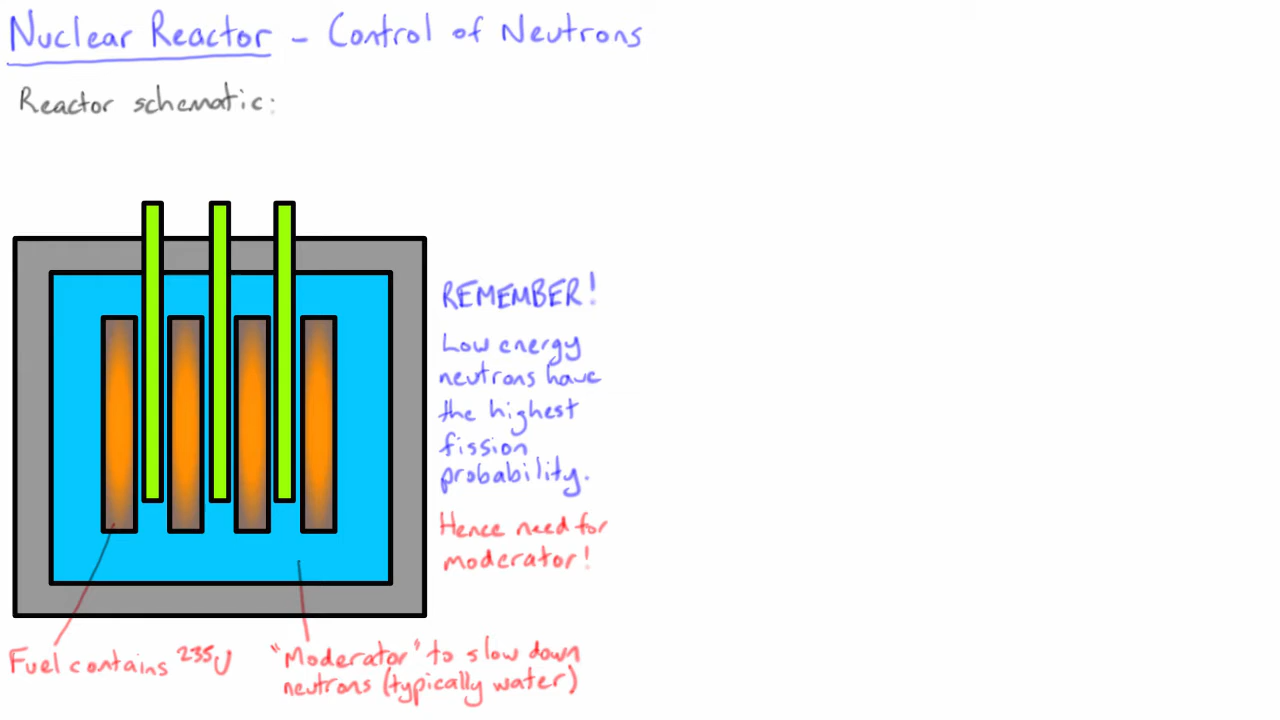 Nuclear Reactor - Control of Neutrons
Reactor schematic:
REMEMBER!
Low energy
neutrons have
the highest
fission
probability.
Hence need for
moderator!
Fuel contains ²³⁵U
"Moderator" to slow down
neutrons (typically water)